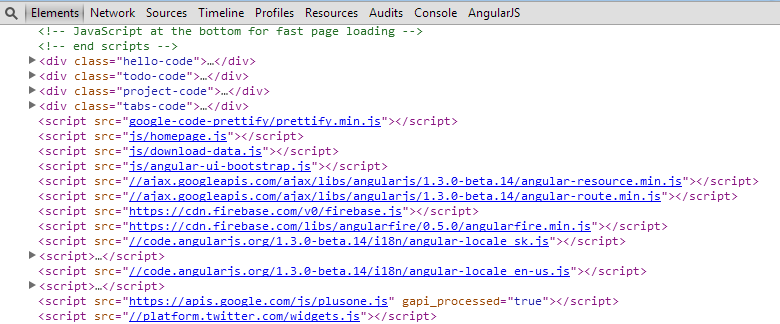 Elements Network Sources Timeline Profiles Resources Audits Console AngularJS
<!-- JavaScript at the bottom for fast page loading -->
<!-- end scripts -->
<div class="hello-code">…</div>
<div class="todo-code">…</div>
<div class="project-code">…</div>
<div class="tabs-code">…</div>
<script src="google-code-prettify/prettify.min.js"></script>
<script src="js/homepage.js"></script>
<script src="js/download-data.js"></script>
<script src="js/angular-ui-bootstrap.js"></script>
<script src="//ajax.googleapis.com/ajax/libs/angularjs/1.3.0-beta.14/angular-resource.min.js"></script>
<script src="//ajax.googleapis.com/ajax/libs/angularjs/1.3.0-beta.14/angular-route.min.js"></script>
<script src="https://cdn.firebase.com/v0/firebase.js"></script>
<script src="https://cdn.firebase.com/libs/angularfire/0.5.0/angularfire.min.js"></script>
<script src="//code.angularjs.org/1.3.0-beta.14/i18n/angular-locale_sk.js"></script>
<script>…</script>
<script src="//code.angularjs.org/1.3.0-beta.14/i18n/angular-locale_en-us.js"></script>
<script>…</script>
<script src="https://apis.google.com/js/plusone.js" gapi_processed="true"></script>
<script src="//platform.twitter.com/widgets.js"></script>